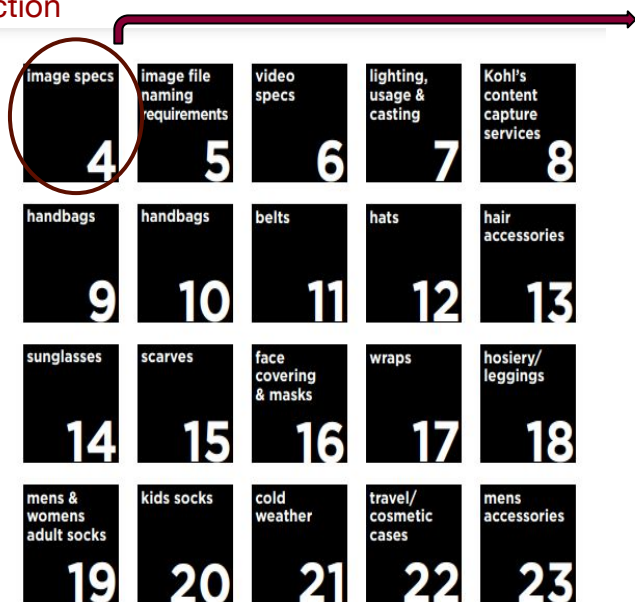 ction
image specs
4
image file
naming
requirements
5
video
specs
6
lighting,
usage &
casting
7
Kohl's
content
capture
services
8
handbags
9
handbags
10
belts
11
hats
12
hair
accessories
13
sunglasses
14
scarves
15
face
covering
& masks
16
wraps
17
hosiery/
leggings
18
mens &
womens
adult socks
19
kids socks
20
cold
weather
21
travel/
cosmetic
cases
22
mens
accessories
23